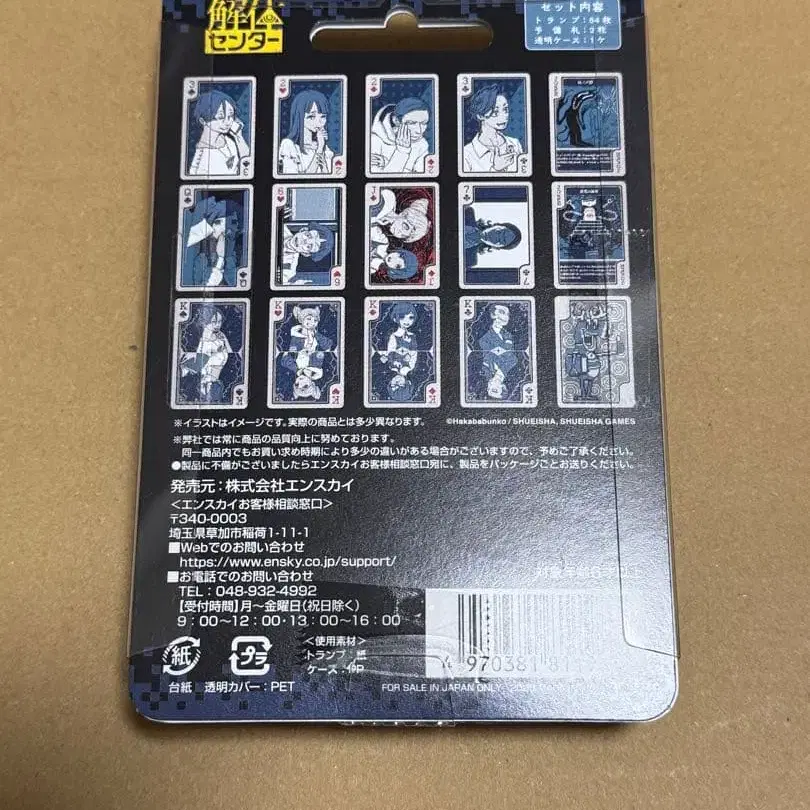 解体
センター
セット内容
トランプ:54枚
予備札:2枚
透明ケース:1ケ
※イラストはイメージです。実際の商品とは多少異なります。
©Hakababunko / SHUEISHA, SHUEISHA GAMES
※弊社では常に商品の品質向上に努めております。
同一商品内でもお買い求め時期により多少の違いがある場合がございますので、予めご了承ください。
●製品に不備がございましたらエンスカイお客様相談窓口宛に、製品をパッケージごとお送りください。
発売元:株式会社エンスカイ
<エンスカイお客様相談窓口>
〒340-0003
埼玉県草加市稲荷1-11-1
■Webでのお問い合わせ
https://www.ensky.co.jp/support/
■お電話でのお問い合わせ
TEL:048-932-4992
【受付時間】月~金曜日(祝日除く)
9:00~12:00・13:00~16:00
紙
プラ
台紙 透明カバー:PET
<使用素材>
トランプ:紙
ケース:PP
4 970381
FOR SALE IN JAPAN ONLY